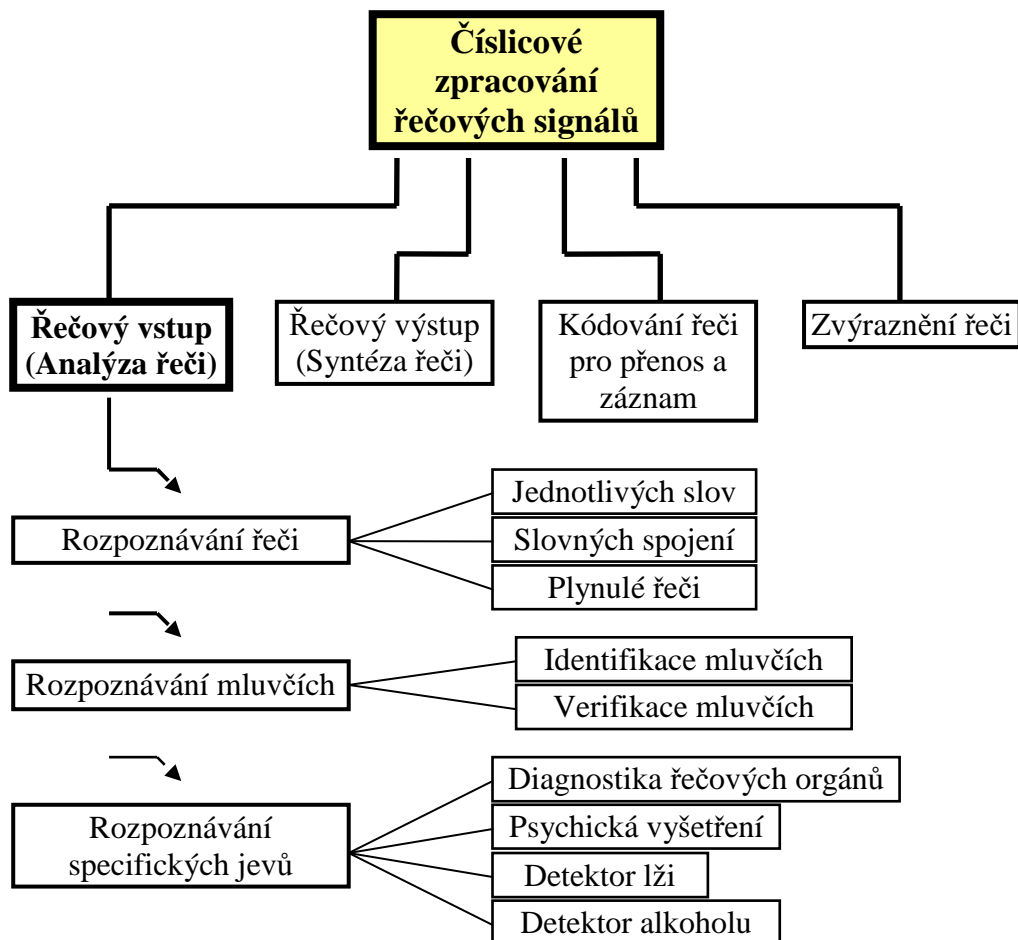 Číslicové
zpracování
řečových signálů
Řečový vstup
(Analýza řeči)
Řečový výstup
(Syntéza řeči)
Kódování řeči
pro přenos a
záznam
Zvýraznění řeči
Rozpoznávání řeči
Jednotlivých slov
Slovných spojení
Plynulé řeči
Rozpoznávání mluvčích
Identifikace mluvčích
Verifikace mluvčích
Rozpoznávání
specifických jevů
Diagnostika řečových orgánů
Psychická vyšetření
Detektor lži
Detektor alkoholu